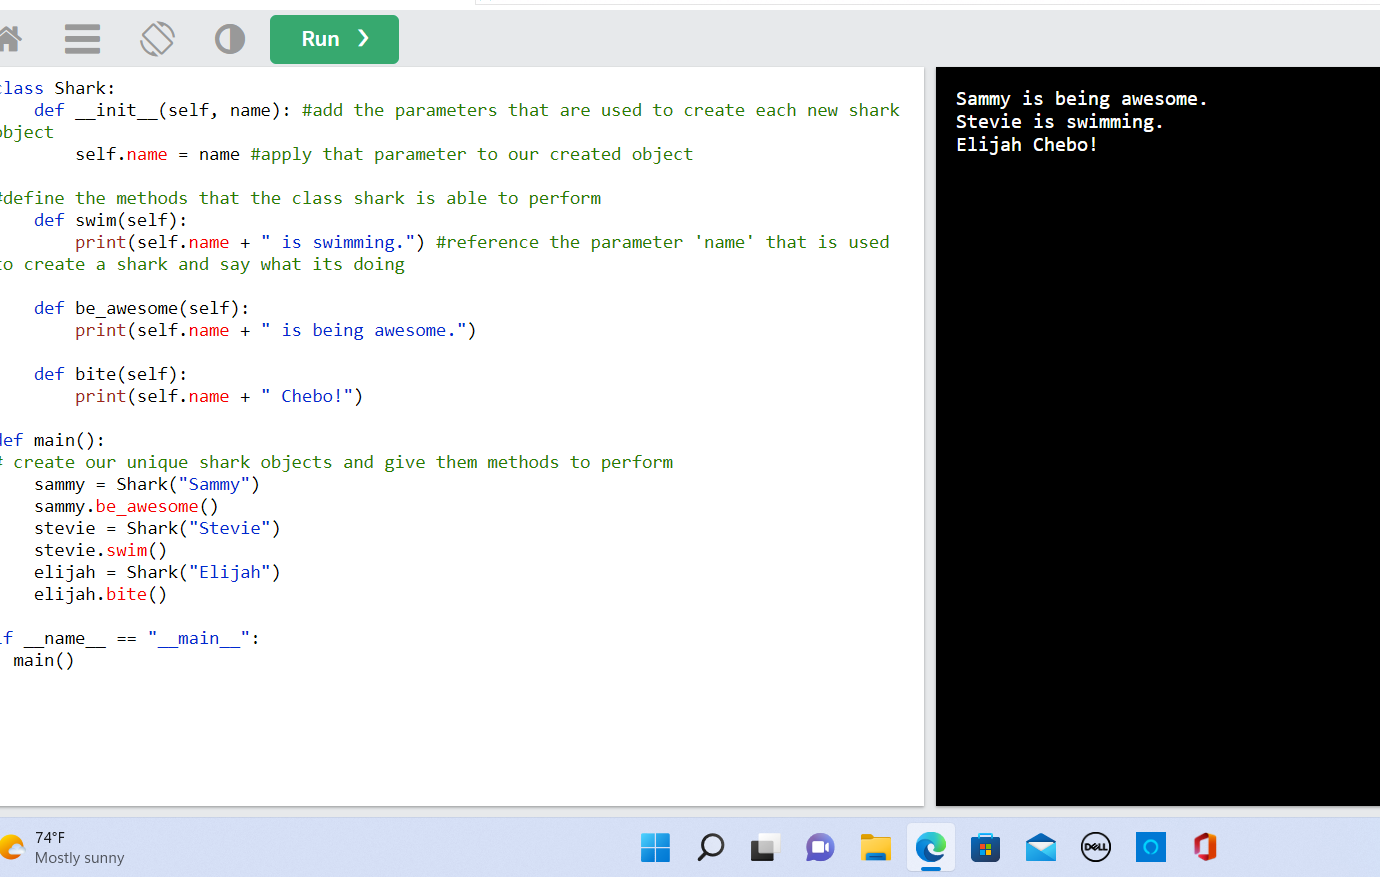 Run ❯
lass Shark:
    def __init__(self, name): #add the parameters that are used to create each new shark
object
        self.name = name #apply that parameter to our created object
#define the methods that the class shark is able to perform
    def swim(self):
        print(self.name + " is swimming.") #reference the parameter 'name' that is used
to create a shark and say what its doing
    def be_awesome(self):
        print(self.name + " is being awesome.")
    def bite(self):
        print(self.name + " Chebo!")
def main():
# create our unique shark objects and give them methods to perform
    sammy = Shark("Sammy")
    sammy.be_awesome()
    stevie = Shark("Stevie")
    stevie.swim()
    elijah = Shark("Elijah")
    elijah.bite()
if __name__ == "__main__":
  main()
Sammy is being awesome.
Stevie is swimming.
Elijah Chebo!
74°F
Mostly sunny
DELL